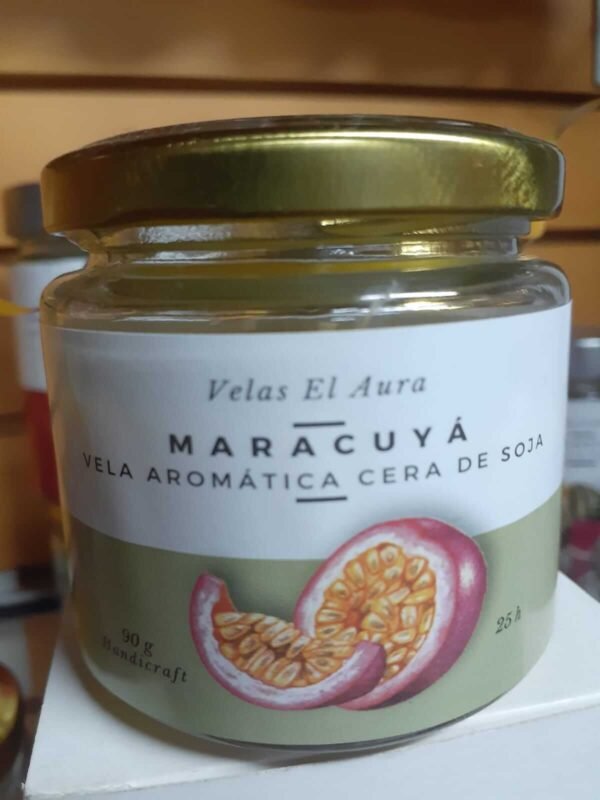 Velas El Aura
MARACUYÁ
VELA AROMÁTICA CERA DE SOJA
90 g
Handicraft
25 h